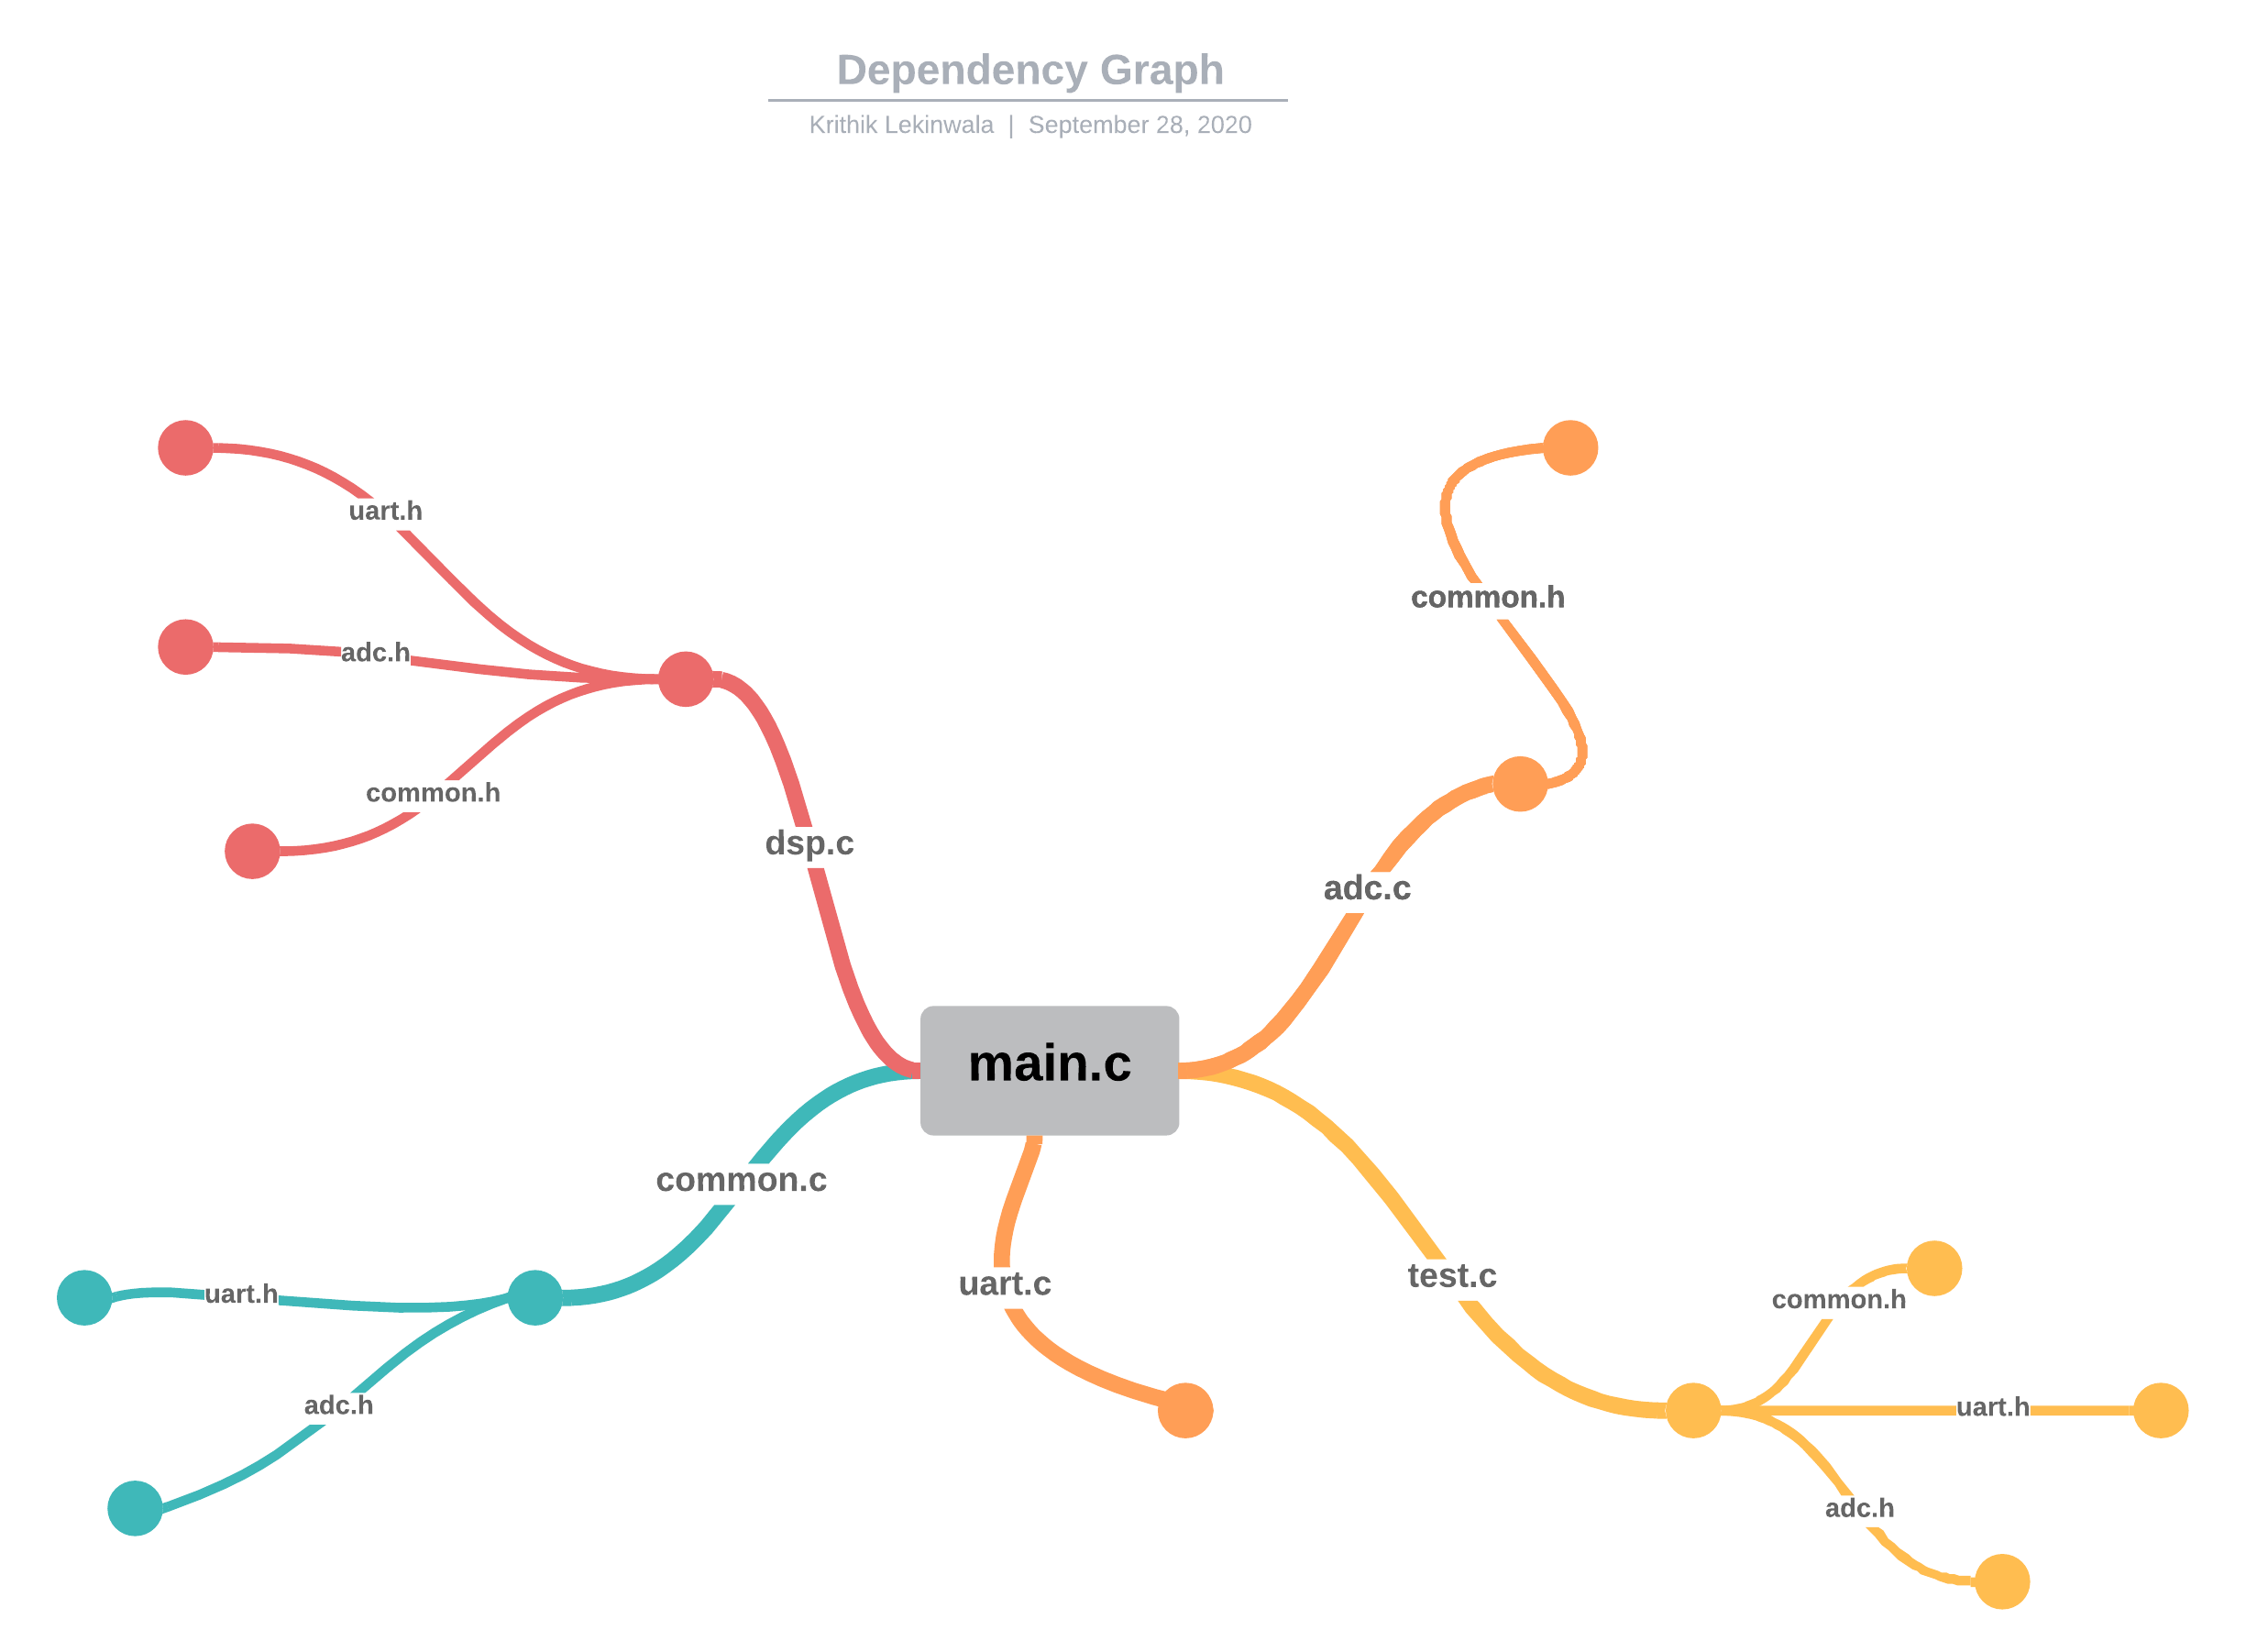 Dependency Graph
Krithik Lekinwala | September 28, 2020
uart.h
common.h
adc.h
common.h
dsp.c
adc.c
main.c
common.c
test.c
uart.c
uart.h
common.h
adc.h
uart.h
adc.h